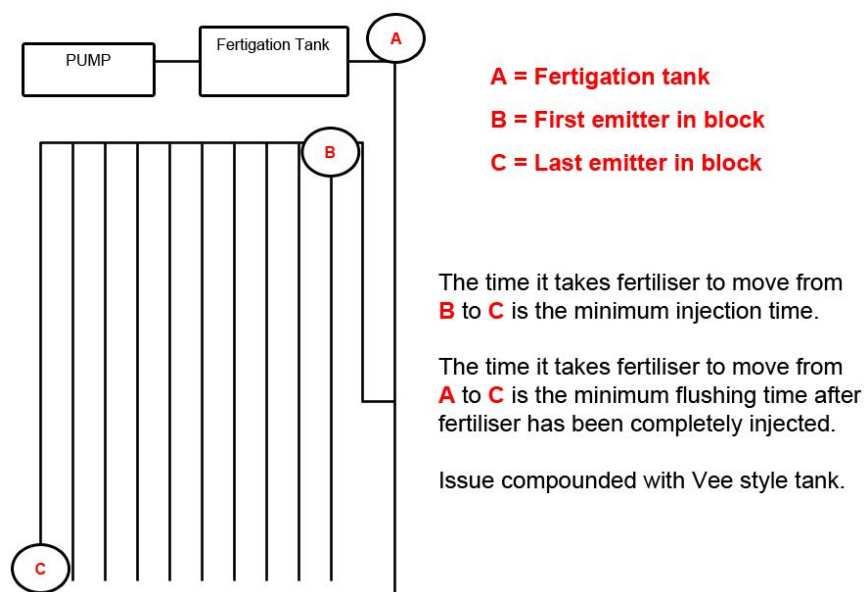 PUMP
Fertigation Tank
A
B
C
A = Fertigation tank
B = First emitter in block
C = Last emitter in block
The time it takes fertiliser to move from
B to C is the minimum injection time.
The time it takes fertiliser to move from
A to C is the minimum flushing time after
fertiliser has been completely injected.
Issue compounded with Vee style tank.